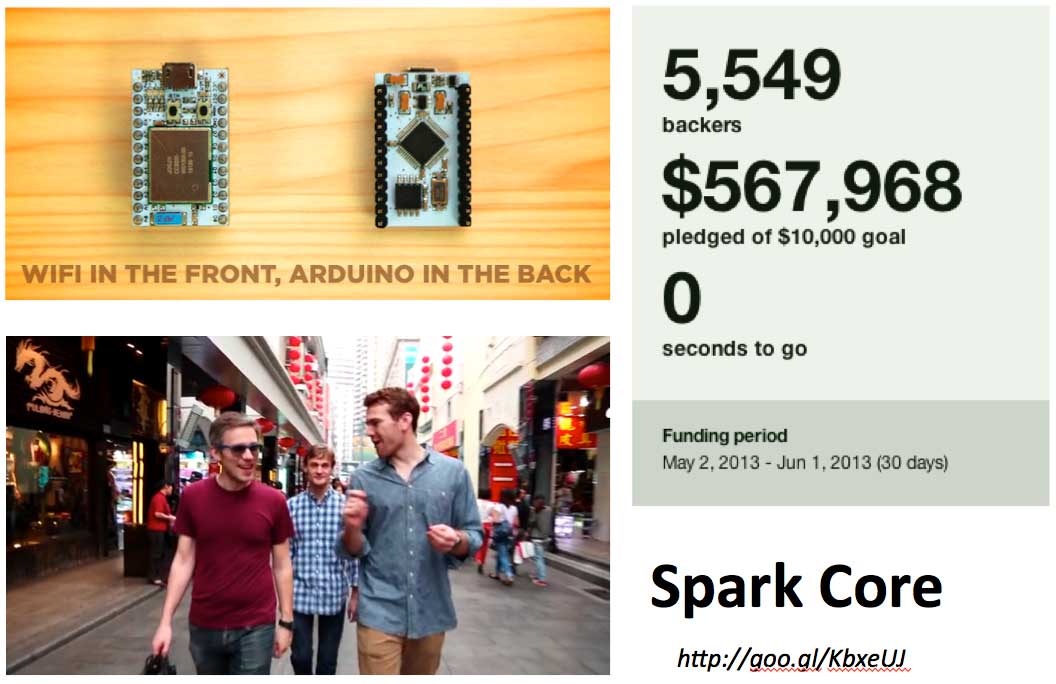 WIFI IN THE FRONT, ARDUINO IN THE BACK
5,549
backers
$567,968
pledged of $10,000 goal
0
seconds to go
Funding period
May 2, 2013 - Jun 1, 2013 (30 days)
Spark Core
http://goo.gl/KbxeUJ